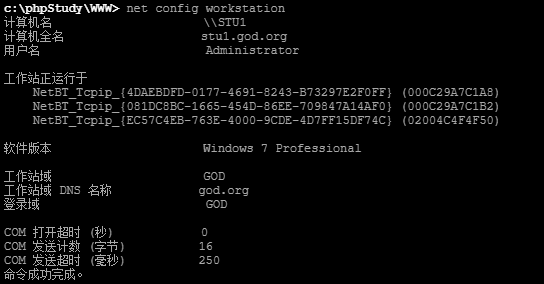 c:\phpStudy\WWW> net config workstation
计算机名 \\STU1
计算机全名 stu1.god.org
用户名 Administrator
工作站正运行于
NetBT_Tcpip_{4DAEBDFD-0177-4691-8243-B73297E2F0FF} (000C29A7C1A8)
NetBT_Tcpip_{081DC8BC-1665-454D-86EE-709847A14AF0} (000C29A7C1B2)
NetBT_Tcpip_{EC57C4EB-763E-4000-9CDE-4D7FF15DF74C} (02004C4F4F50)
软件版本 Windows 7 Professional
工作站域 GOD
工作站域 DNS 名称 god.org
登录域 GOD
COM 打开超时 (秒) 0
COM 发送计数 (字节) 16
COM 发送超时 (毫秒) 250
命令成功完成。